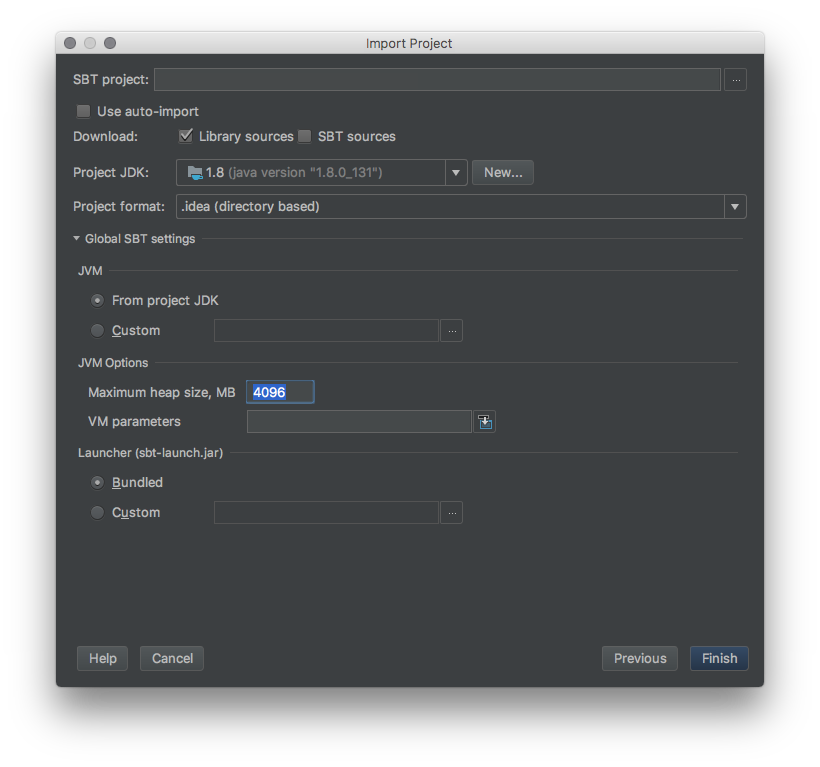 Import Project
SBT project: ...
Use auto-import
Download: Library sources SBT sources
Project JDK: 1.8 (java version "1.8.0_131") New...
Project format: .idea (directory based)
Global SBT settings
JVM
From project JDK
Custom ...
JVM Options
Maximum heap size, MB 4096
VM parameters
Launcher (sbt-launch.jar)
Bundled
Custom ...
Help Cancel Previous Finish